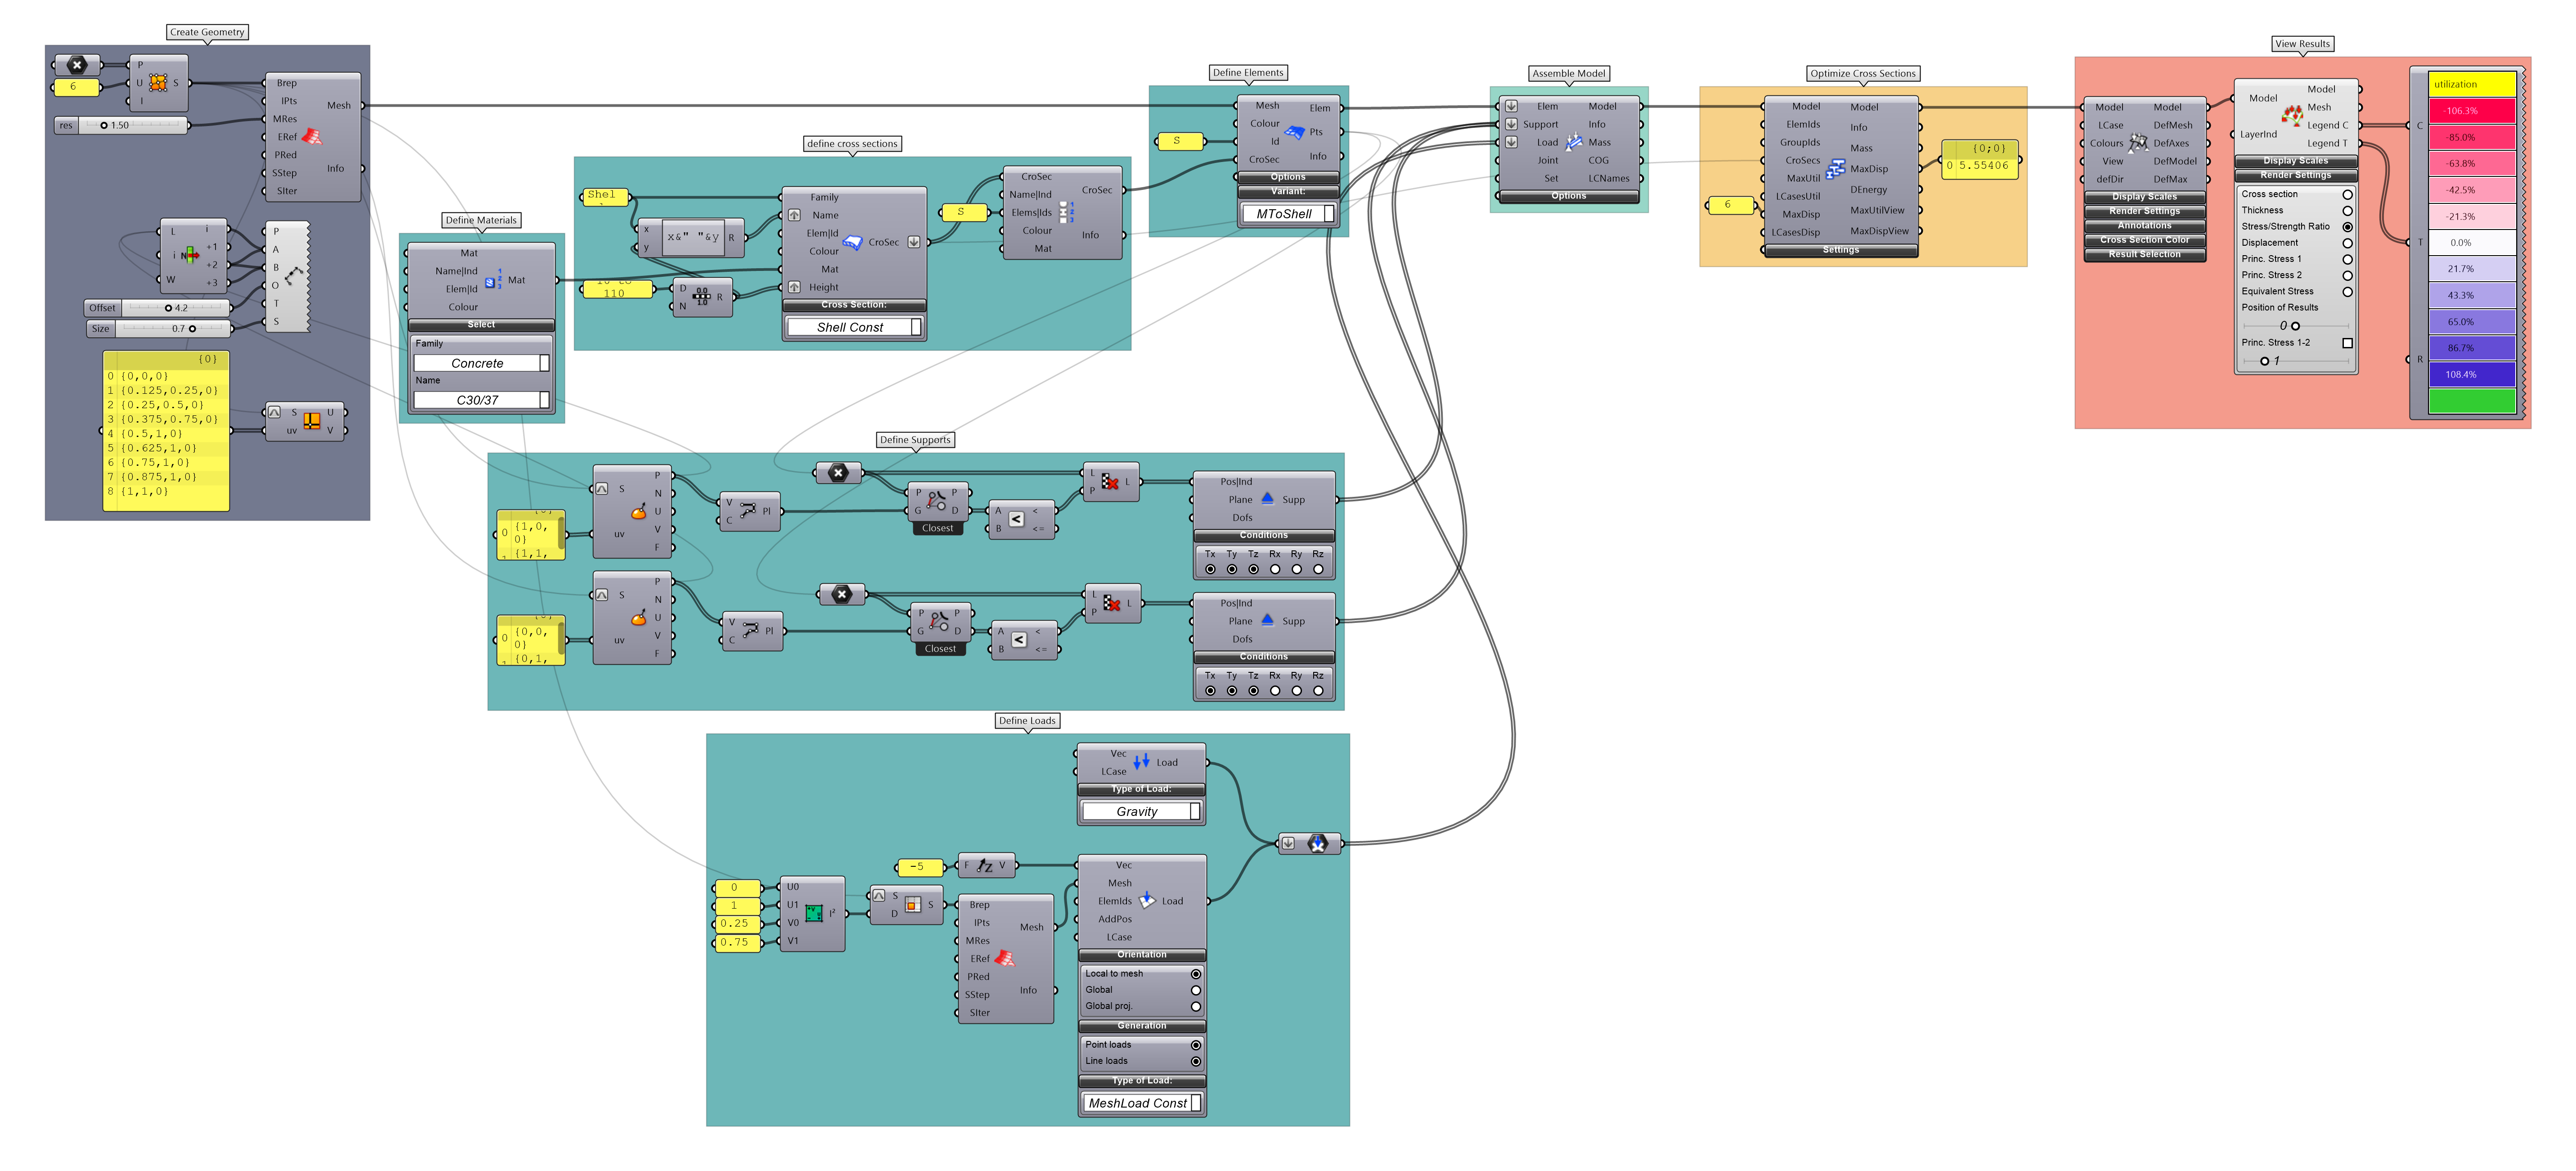 Create Geometry
6
P
U
I
S
res
1.50
Brep
IPts
MRes
ERef
PRed
SStep
SIter
Mesh
Info
L
i
W
i
+1
+2
+3
N
P
A
B
O
T
S
Offset
4.2
Size
0.7
{0}
0 {0,0,0}
1 {0.125,0.25,0}
2 {0.25,0.5,0}
3 {0.375,0.75,0}
4 {0.5,1,0}
5 {0.625,1,0}
6 {0.75,1,0}
7 {0.875,1,0}
8 {1,1,0}
S
uv
U
V
Define Materials
Mat
Name|Ind
Elem|Id
Colour
Mat
Select
Family
Concrete
Name
C30/37
define cross sections
Shel
x
y
x&" "&y
R
110
D
N
0.0
1.0
R
Family
Name
Elem|Id
Colour
Mat
Height
CroSec
Cross Section:
Shell Const
S
CroSec
Name|Ind
Elems|Ids
Colour
Mat
CroSec
Info
Define Elements
S
Mesh
Colour
Id
CroSec
Elem
Pts
Info
Options
Variant:
MToShell
Define Supports
0 {1,0,
0}
{1,1,
S
uv
P
N
U
V
F
V
C
Pl
P
G
P
D
Closest
A
B
<
<=
L
P
L
Pos|Ind
Plane
Dofs
Supp
Conditions
Tx Ty Tz Rx Ry Rz
0 {0,0,
0}
{0,1,
S
uv
P
N
U
V
F
V
C
Pl
P
G
P
D
Closest
A
B
<
<=
L
P
L
Pos|Ind
Plane
Dofs
Supp
Conditions
Tx Ty Tz Rx Ry Rz
Define Loads
Vec
LCase
Load
Type of Load:
Gravity
-5
F
Z
V
0
1
0.25
0.75
U0
U1
V0
V1
I²
S
D
S
Brep
IPts
MRes
ERef
PRed
SStep
SIter
Mesh
Info
Vec
Mesh
ElemIds
AddPos
LCase
Load
Orientation
Local to mesh
Global
Global proj.
Generation
Point loads
Line loads
Type of Load:
MeshLoad Const
Assemble Model
Elem
Support
Load
Joint
Set
Model
Info
Mass
COG
LCNames
Options
Optimize Cross Sections
6
Model
ElemIds
GroupIds
CroSecs
MaxUtil
LCasesUtil
MaxDisp
LCasesDisp
Model
Info
Mass
MaxDisp
DEnergy
MaxUtilView
MaxDispView
Settings
{0;0}
0 5.55406
View Results
Model
LCase
Colours
View
defDir
Model
DefMesh
DefAxes
DefModel
DefMax
Display Scales
Render Settings
Annotations
Cross Section Color
Result Selection
Model
LayerInd
Model
Mesh
Legend C
Legend T
Display Scales
Render Settings
Cross section
Thickness
Stress/Strength Ratio
Displacement
Princ. Stress 1
Princ. Stress 2
Equivalent Stress
Position of Results
0
Princ. Stress 1-2
1
C
T
R
utilization
-106.3%
-85.0%
-63.8%
-42.5%
-21.3%
0.0%
21.7%
43.3%
65.0%
86.7%
108.4%